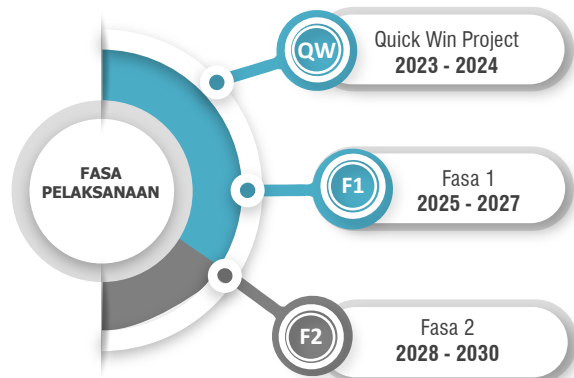 QW
Quick Win Project
2023 - 2024
FASA
PELAKSANAAN
F1
Fasa 1
2025 - 2027
F2
Fasa 2
2028 - 2030